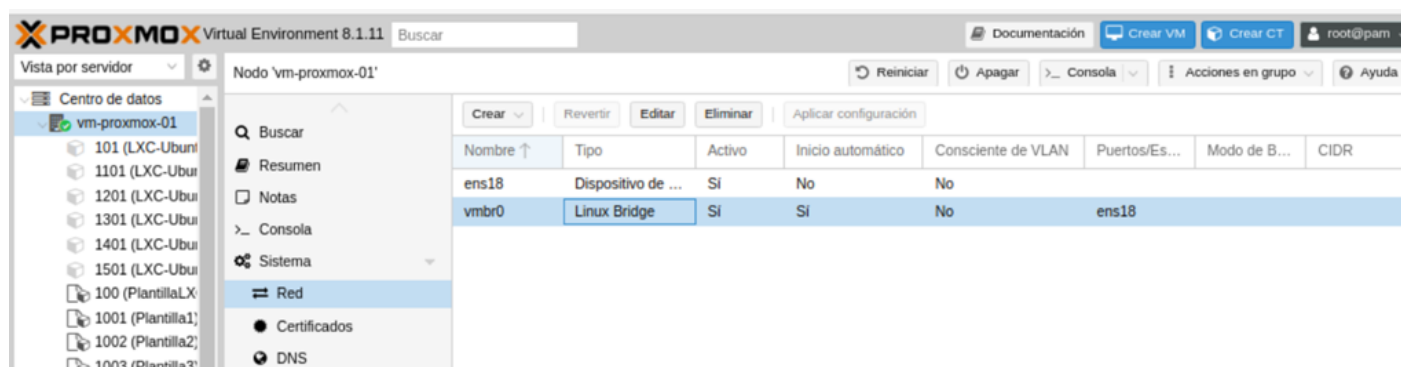 PROXMOX Virtual Environment 8.1.11 Buscar Documentación Crear VM Crear CT root@pam
Vista por servidor Nodo 'vm-proxmox-01' Reiniciar Apagar >_ Consola Acciones en grupo Ayuda
Centro de datos
vm-proxmox-01
101 (LXC-Ubunt
1101 (LXC-Ubun
1201 (LXC-Ubu
1301 (LXC-Ubu
1401 (LXC-Ubu
1501 (LXC-Ubu
100 (PlantillaLX
1001 (Plantilla1)
1002 (Plantilla2)
1003 (Plantilla3)
Buscar
Resumen
Notas
>_ Consola
Sistema
Red
Certificados
DNS
Crear Revertir Editar Eliminar Aplicar configuración
Nombre Tipo Activo Inicio automático Consciente de VLAN Puertos/Es... Modo de B... CIDR
ens18 Dispositivo de ... Sí No No
vmbr0 Linux Bridge Sí Sí No ens18